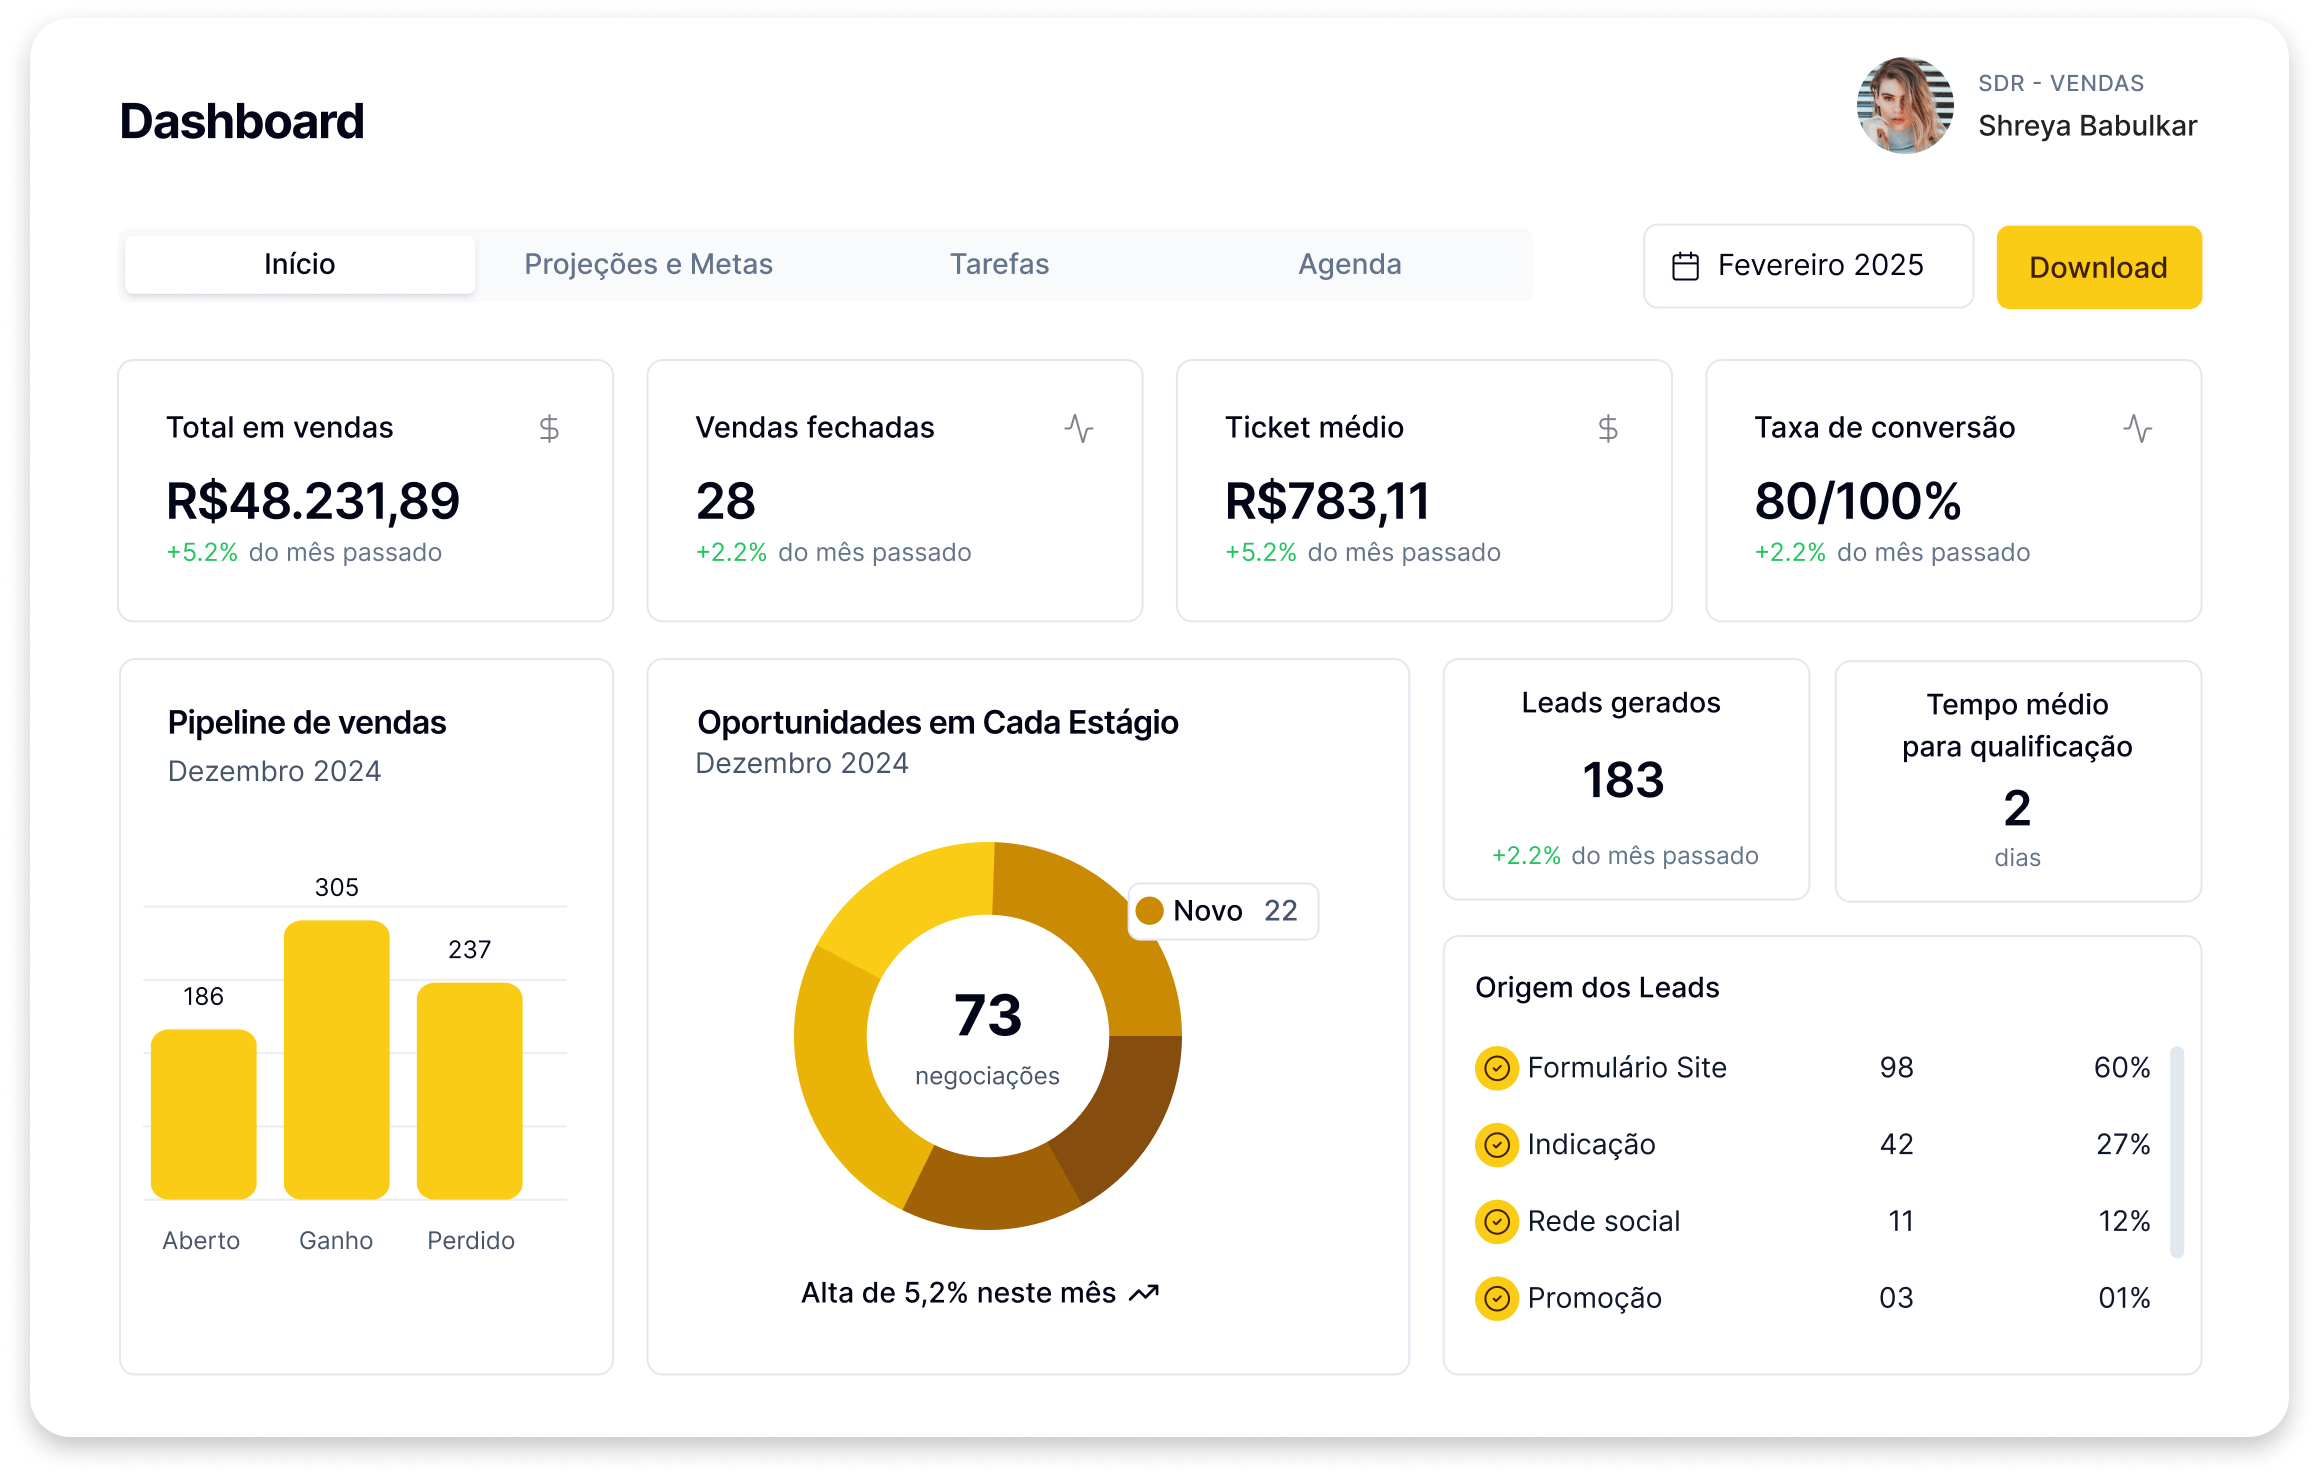 Dashboard
SDR - VENDAS
Shreya Babulkar
Início
Projeções e Metas
Tarefas
Agenda
Fevereiro 2025
Download
Total em vendas
R$48.231,89
+5.2% do mês passado
Vendas fechadas
28
+2.2% do mês passado
Ticket médio
R$783,11
+5.2% do mês passado
Taxa de conversão
80/100%
+2.2% do mês passado
Pipeline de vendas
Dezembro 2024
186
305
237
Aberto
Ganho
Perdido
Oportunidades em Cada Estágio
Dezembro 2024
Novo 22
73
negociações
Alta de 5,2% neste mês
Leads gerados
183
+2.2% do mês passado
Tempo médio
para qualificação
2
dias
Origem dos Leads
Formulário Site 98 60%
Indicação 42 27%
Rede social 11 12%
Promoção 03 01%